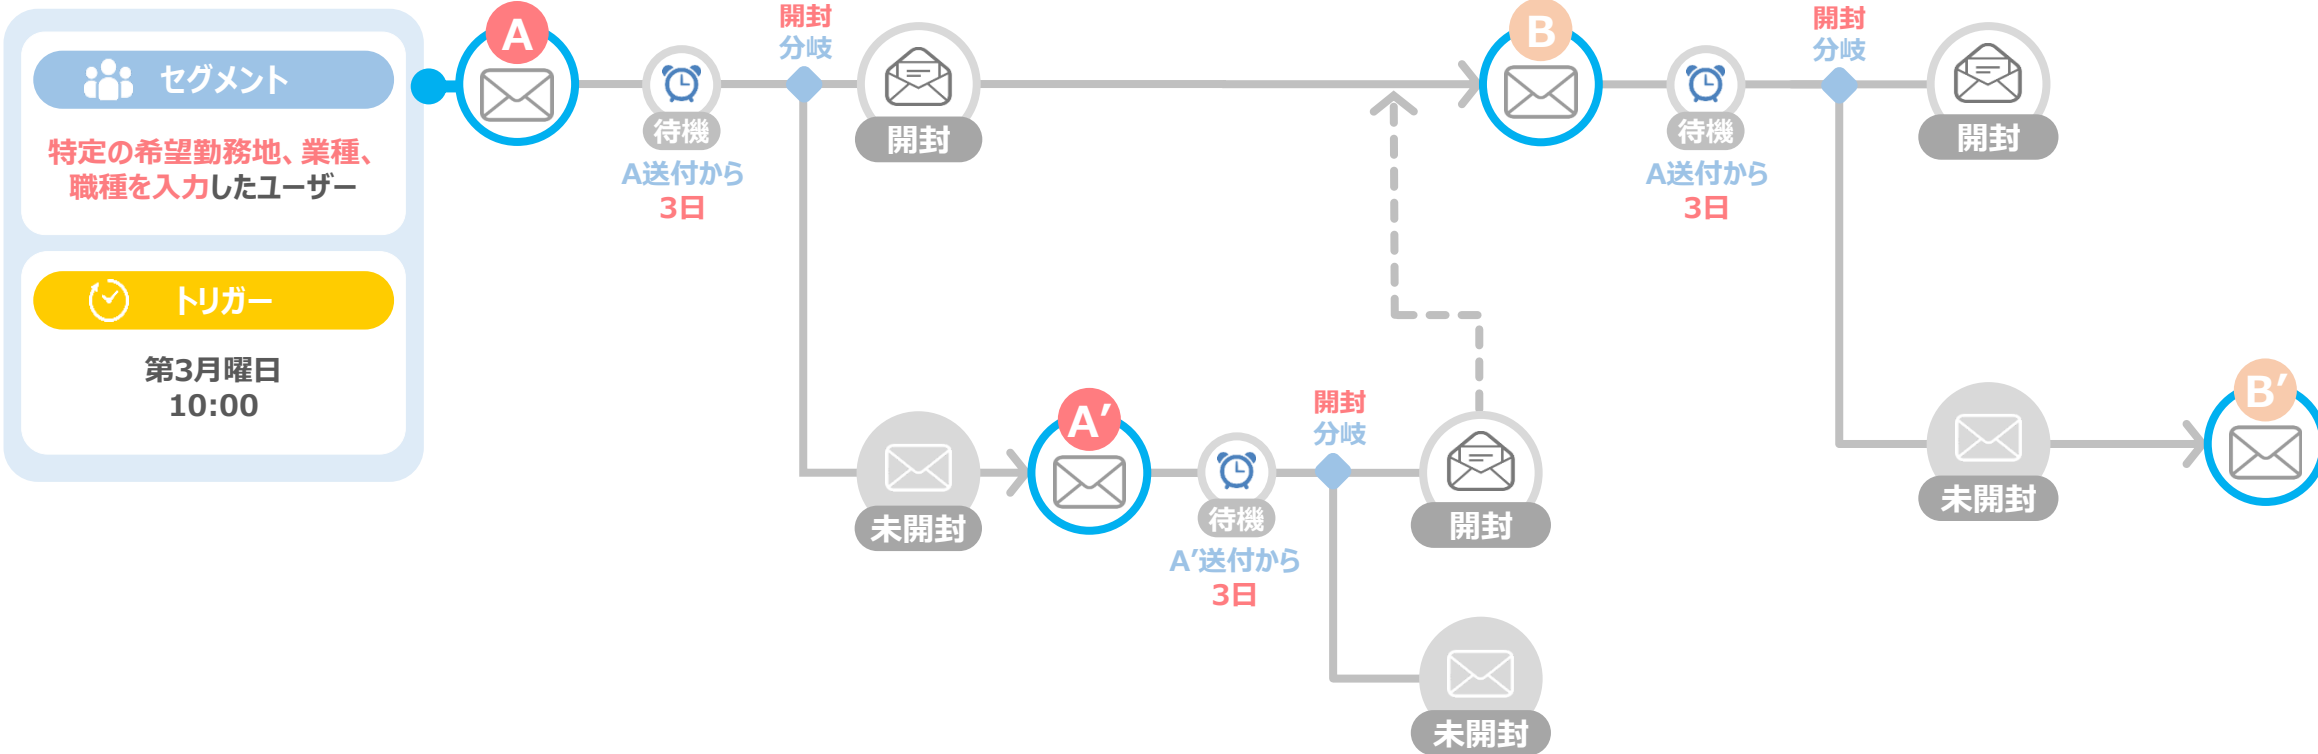 セグメント
特定の希望勤務地、業種、
職種を入力したユーザー
トリガー
第3月曜日
10:00
A
待機
A送付から
3日
開封
分岐
開封
未開封
A′
待機
A′送付から
3日
開封
分岐
開封
未開封
B
待機
A送付から
3日
開封
分岐
開封
未開封
B′